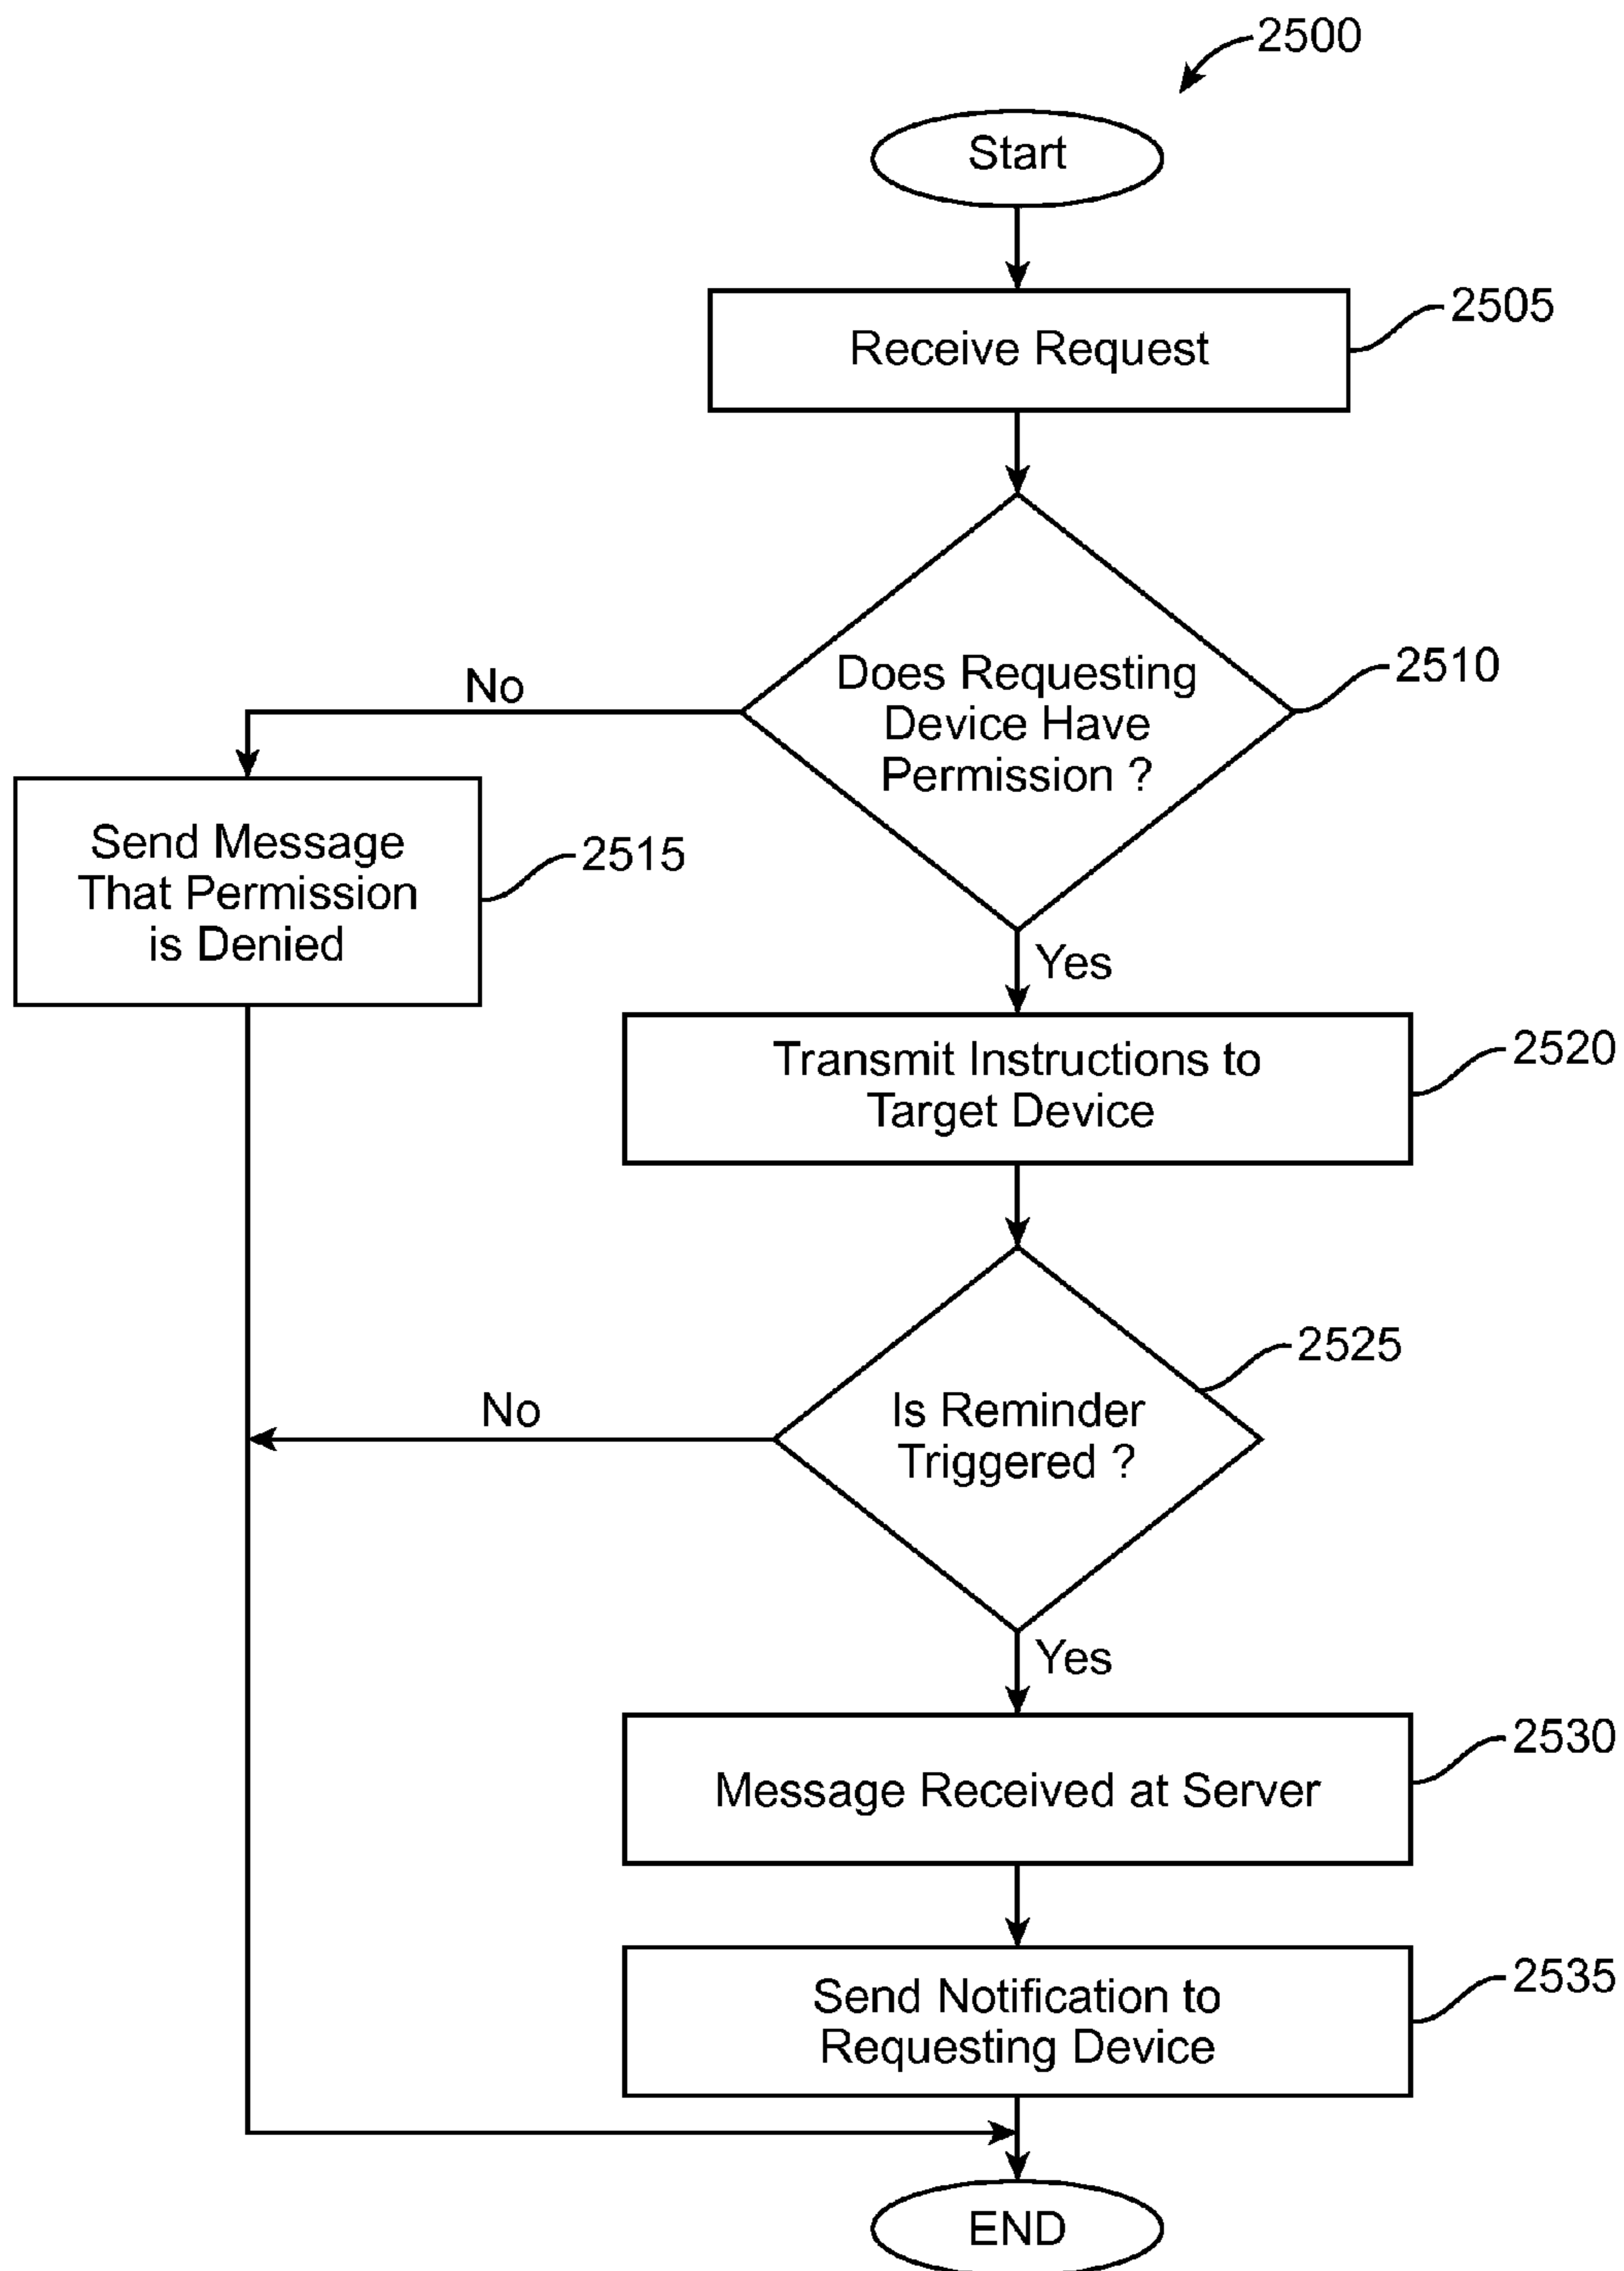 2500
Start
Receive Request
2505
Does Requesting
Device Have
Permission ?
2510
No
Send Message
That Permission
is Denied
2515
Yes
Transmit Instructions to
Target Device
2520
Is Reminder
Triggered ?
2525
No
Yes
Message Received at Server
2530
Send Notification to
Requesting Device
2535
END